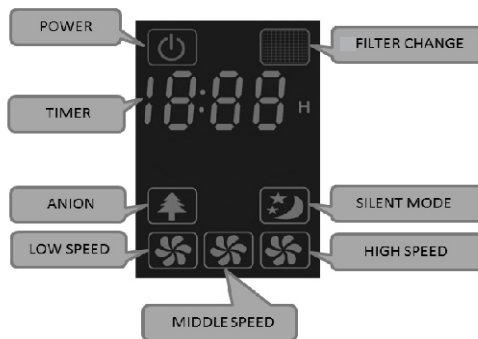 POWER
FILTER CHANGE
TIMER
18:88 H
ANION
SILENT MODE
LOW SPEED
HIGH SPEED
MIDDLE SPEED